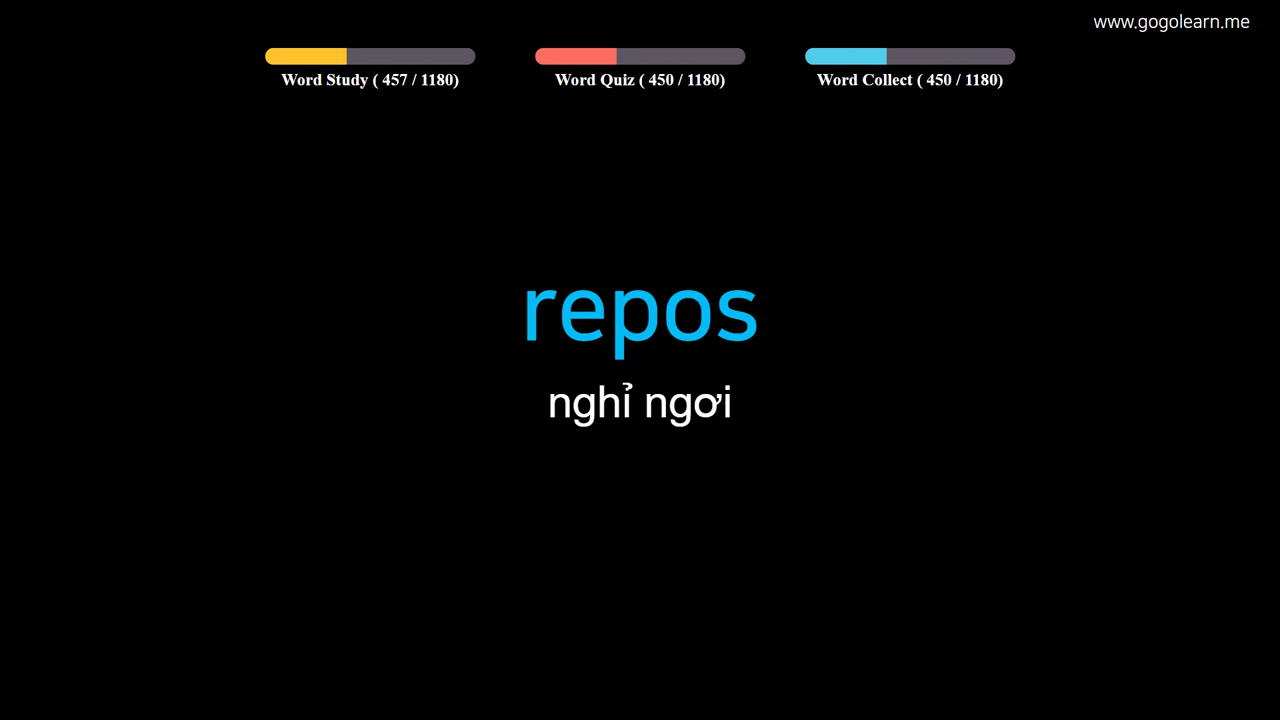 www.gogolearn.me
Word Study ( 457 / 1180)
Word Quiz ( 450 / 1180)
Word Collect ( 450 / 1180)
repos
nghỉ ngơi